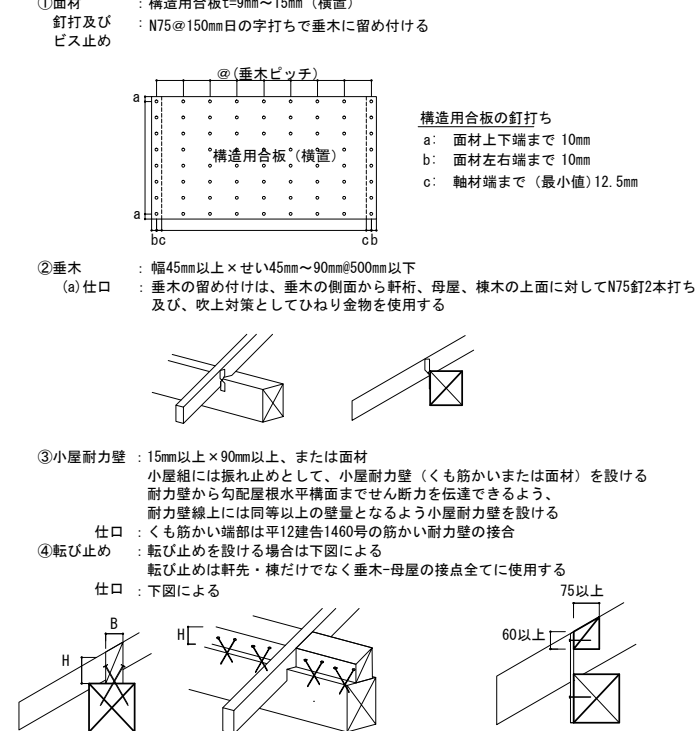 ①面材 : 構造用合板t=9mm～15mm (横置)
釘打及び : N75@150mm日の字打ちで垂木に留め付ける
ビス止め
@(垂木ピッチ)
a
構造用合板 (横置)
a
bc
cb
構造用合板の釘打ち
a: 面材上下端まで 10mm
b: 面材左右端まで 10mm
c: 軸材端まで (最小値)12.5mm
②垂木 : 幅45mm以上×せい45mm～90mm@500mm以下
(a)仕口 : 垂木の留め付けは、垂木の側面から軒桁、母屋、棟木の上面に対してN75釘2本打ち
及び、吹上対策としてひねり金物を使用する
③小屋耐力壁 : 15mm以上×90mm以上、または面材
小屋組には振れ止めとして、小屋耐力壁（くも筋かいまたは面材）を設ける
耐力壁から勾配屋根水平構面までせん断力を伝達できるよう、
耐力壁線上には同等以上の壁量となるよう小屋耐力壁を設ける
仕口 : くも筋かい端部は平12建告1460号の筋かい耐力壁の接合
④転び止め : 転び止めを設ける場合は下図による
転び止めは軒先・棟だけでなく垂木-母屋の接点全てに使用する
仕口 : 下図による
B
H
H
75以上
60以上